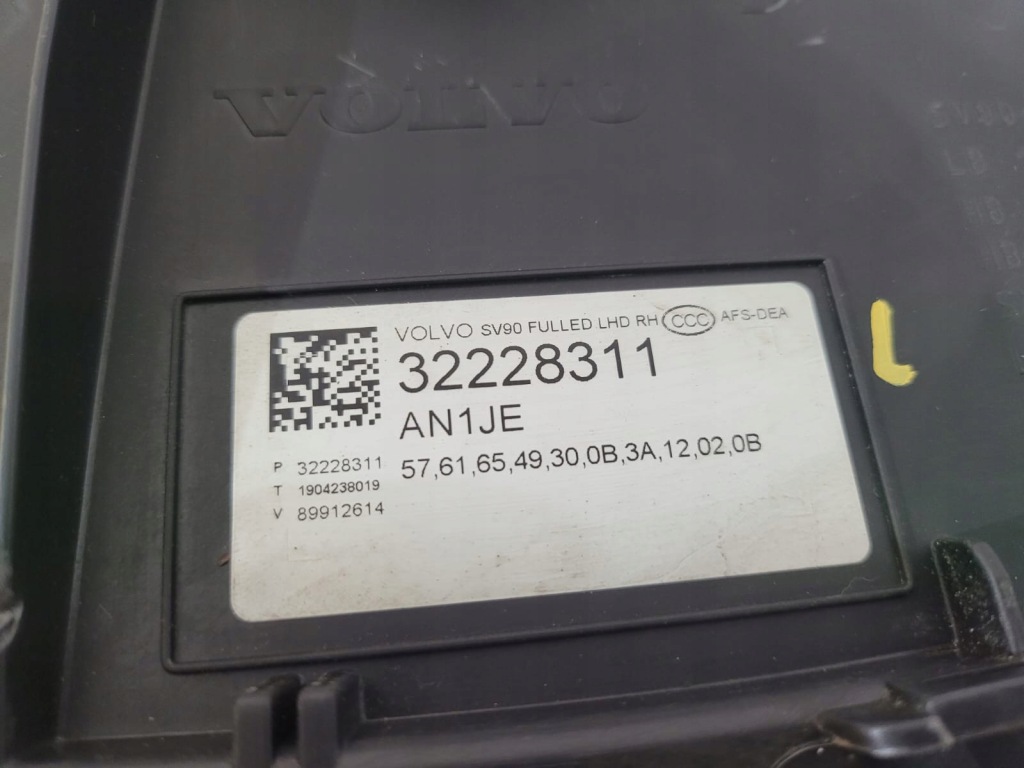 VOLVO
VOLVO SV90 FULLED LHD RH CCC AFS-DEA
32228311
AN1JE
57,61,65,49,30,0B,3A,12,02,0B
P 32228311
T 1904238019
V 89912614